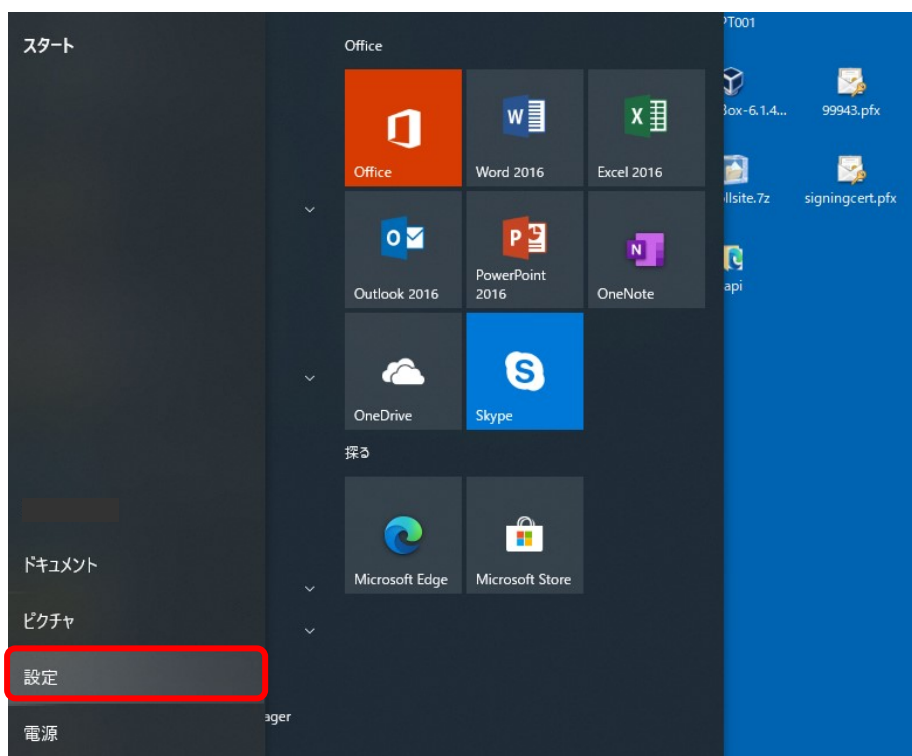 スタート
ドキュメント
ピクチャ
設定
電源
Office
Office
Word 2016
Excel 2016
Outlook 2016
PowerPoint
2016
OneNote
OneDrive
Skype
探る
Microsoft Edge
Microsoft Store
ager
PT001
Box-6.1.4...
99943.pfx
llsite.7z
signingcert.pfx
api